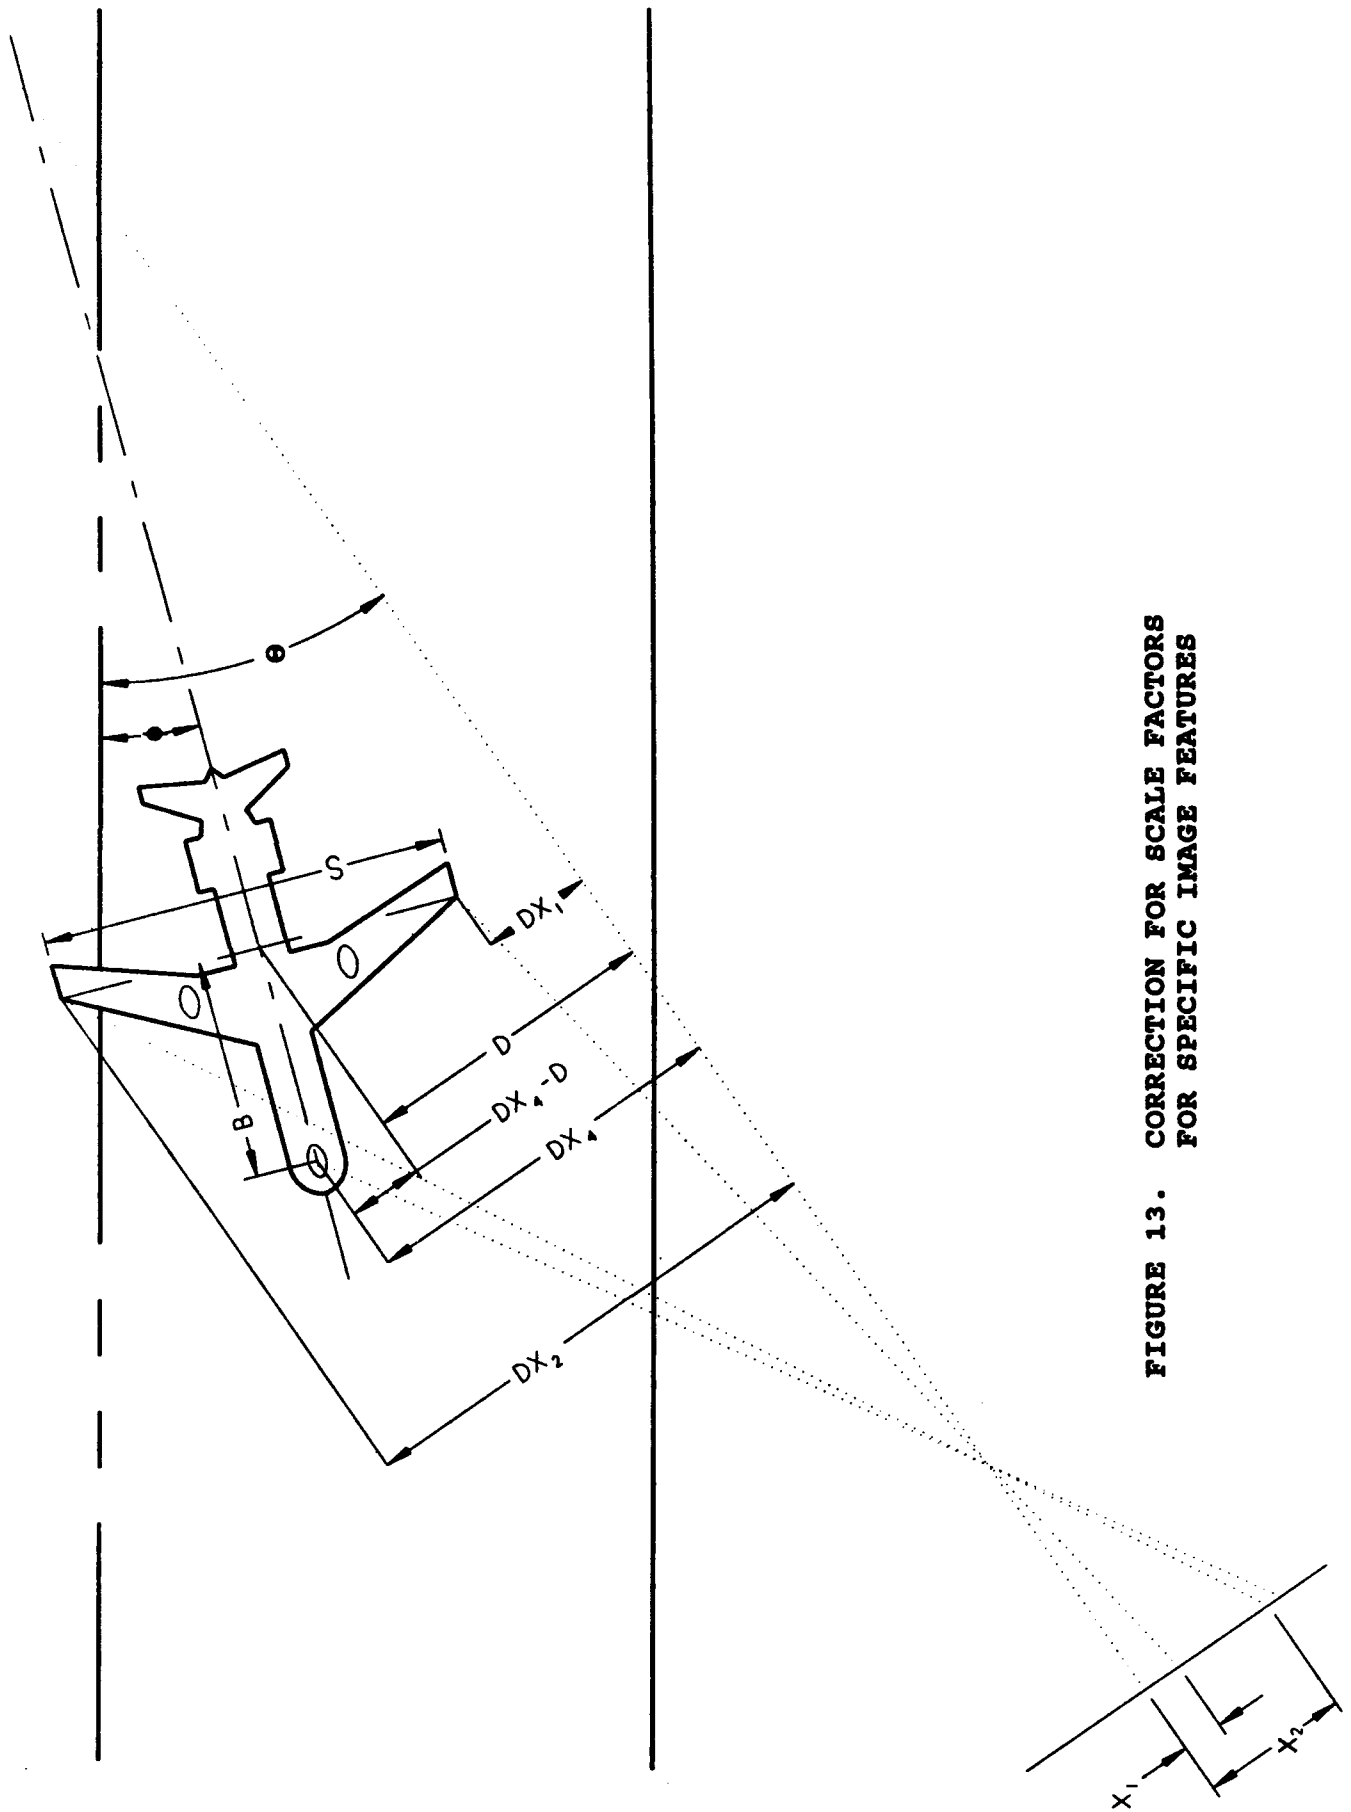 Θ
S
DX₁
B
D
DX₄-D
DX₄
DX₂
X₁
X₂
FIGURE 13. CORRECTION FOR SCALE FACTORS
FOR SPECIFIC IMAGE FEATURES